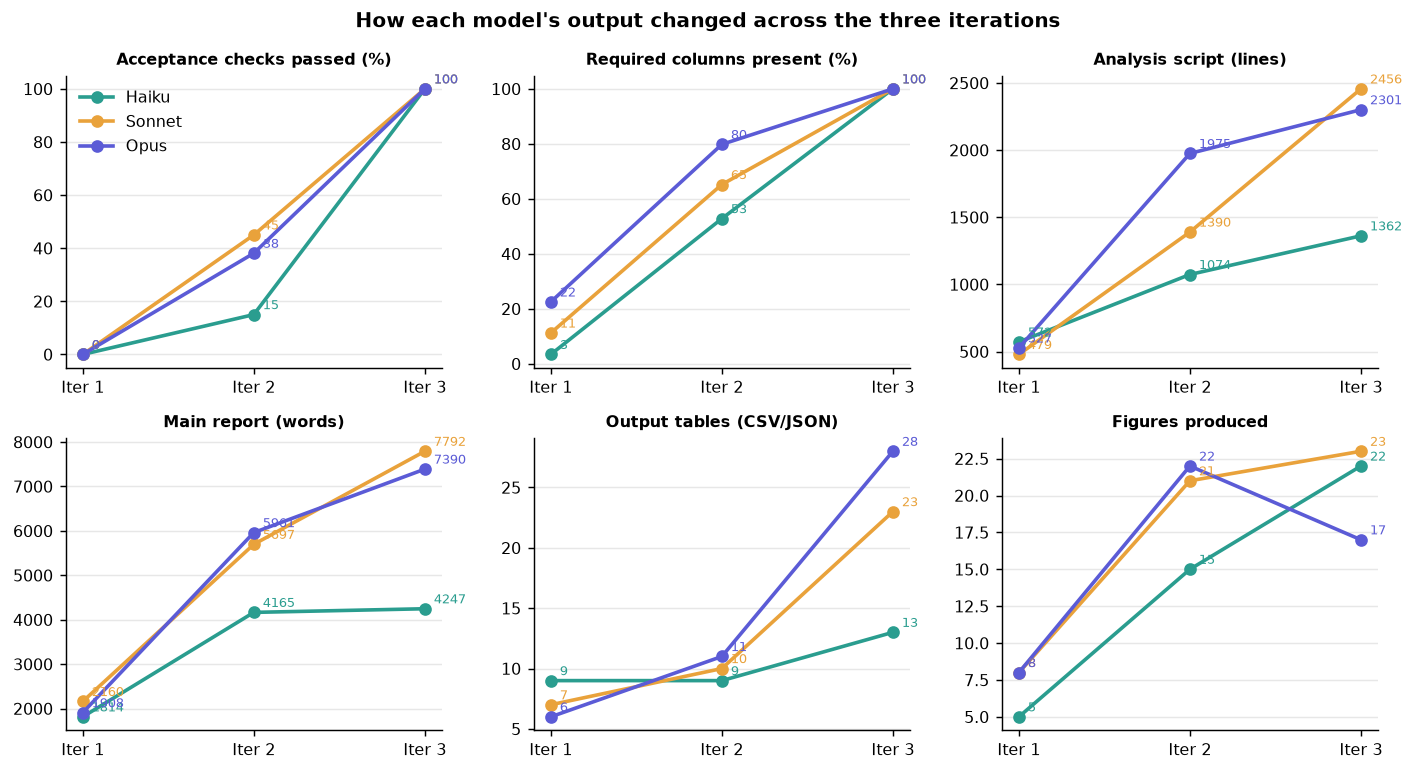 How each model's output changed across the three iterations
Acceptance checks passed (%)
100
80
60
40
20
0
Haiku
Sonnet
Opus
0
45
38
15
100
Iter 1
Iter 2
Iter 3
Required columns present (%)
100
80
60
40
20
0
22
11
3
80
65
53
100
Iter 1
Iter 2
Iter 3
Analysis script (lines)
2500
2000
1500
1000
500
479
1975
1390
1074
2456
2301
1362
Iter 1
Iter 2
Iter 3
Main report (words)
8000
7000
6000
5000
4000
3000
2000
2160
1908
1814
5961
5697
4165
7792
7390
4247
Iter 1
Iter 2
Iter 3
Output tables (CSV/JSON)
25
20
15
10
5
9
7
6
11
10
9
28
23
13
Iter 1
Iter 2
Iter 3
Figures produced
22.5
20.0
17.5
15.0
12.5
10.0
7.5
5.0
8
5
22
21
15
23
22
17
Iter 1
Iter 2
Iter 3